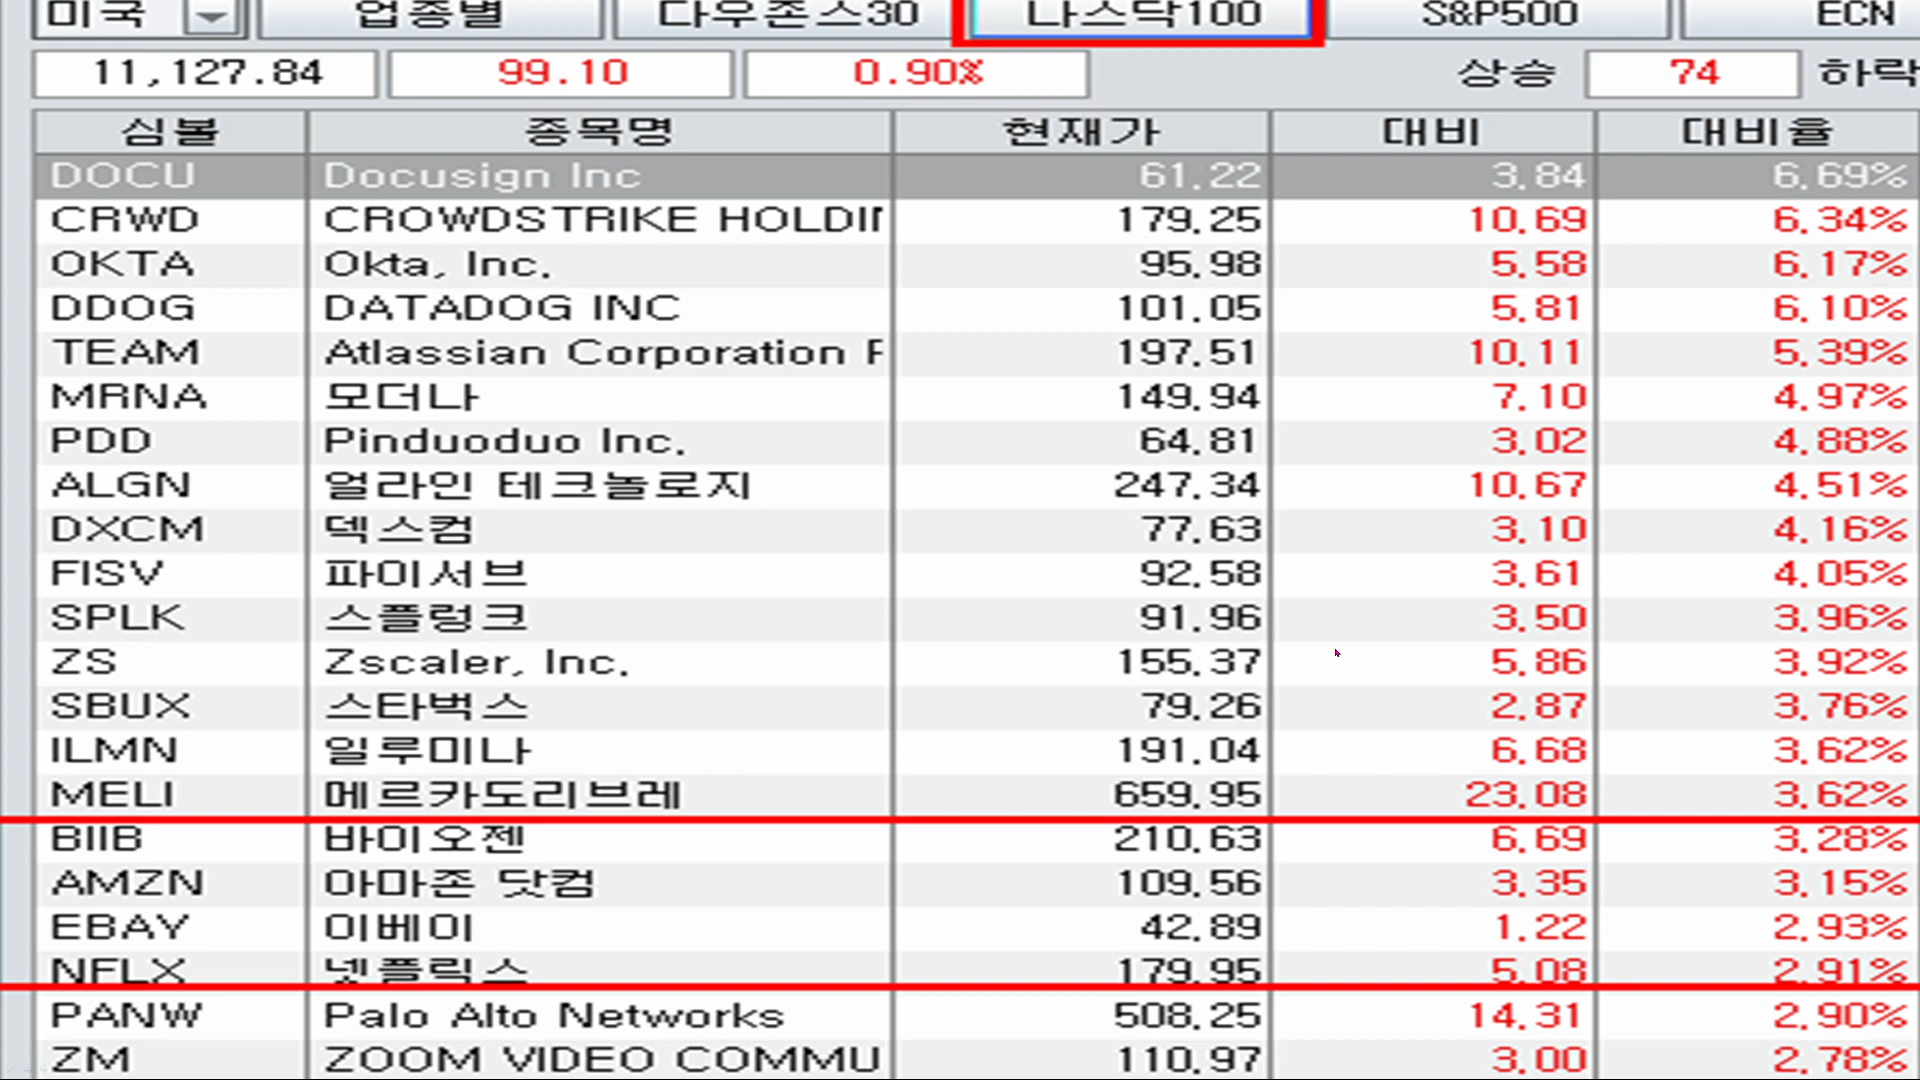 미국 업종별 다우존스30 나스닥100 S&P500 ECN
11,127.84 99.10 0.90% 상승 74 하락
심볼 종목명 현재가 대비 대비율
DOCU Docusign Inc 61.22 3.84 6.69%
CRWD CROWDSTRIKE HOLDIN 179.25 10.69 6.34%
OKTA Okta, Inc. 95.98 5.58 6.17%
DDOG DATADOG INC 101.05 5.81 6.10%
TEAM Atlassian Corporation P 197.51 10.11 5.39%
MRNA 모더나 149.94 7.10 4.97%
PDD Pinduoduo Inc. 64.81 3.02 4.88%
ALGN 얼라인 테크놀로지 247.34 10.67 4.51%
DXCM 덱스컴 77.63 3.10 4.16%
FISV 파이서브 92.58 3.61 4.05%
SPLK 스플렁크 91.96 3.50 3.96%
ZS Zscaler, Inc. 155.37 5.86 3.92%
SBUX 스타벅스 79.26 2.87 3.76%
ILMN 일루미나 191.04 6.68 3.62%
MELI 메르카도리브레 659.95 23.08 3.62%
BIIB 바이오젠 210.63 6.69 3.28%
AMZN 아마존 닷컴 109.56 3.35 3.15%
EBAY 이베이 42.89 1.22 2.93%
NFLX 넷플릭스 179.95 5.08 2.91%
PANW Palo Alto Networks 508.25 14.31 2.90%
ZM ZOOM VIDEO COMMU 110.97 3.00 2.78%